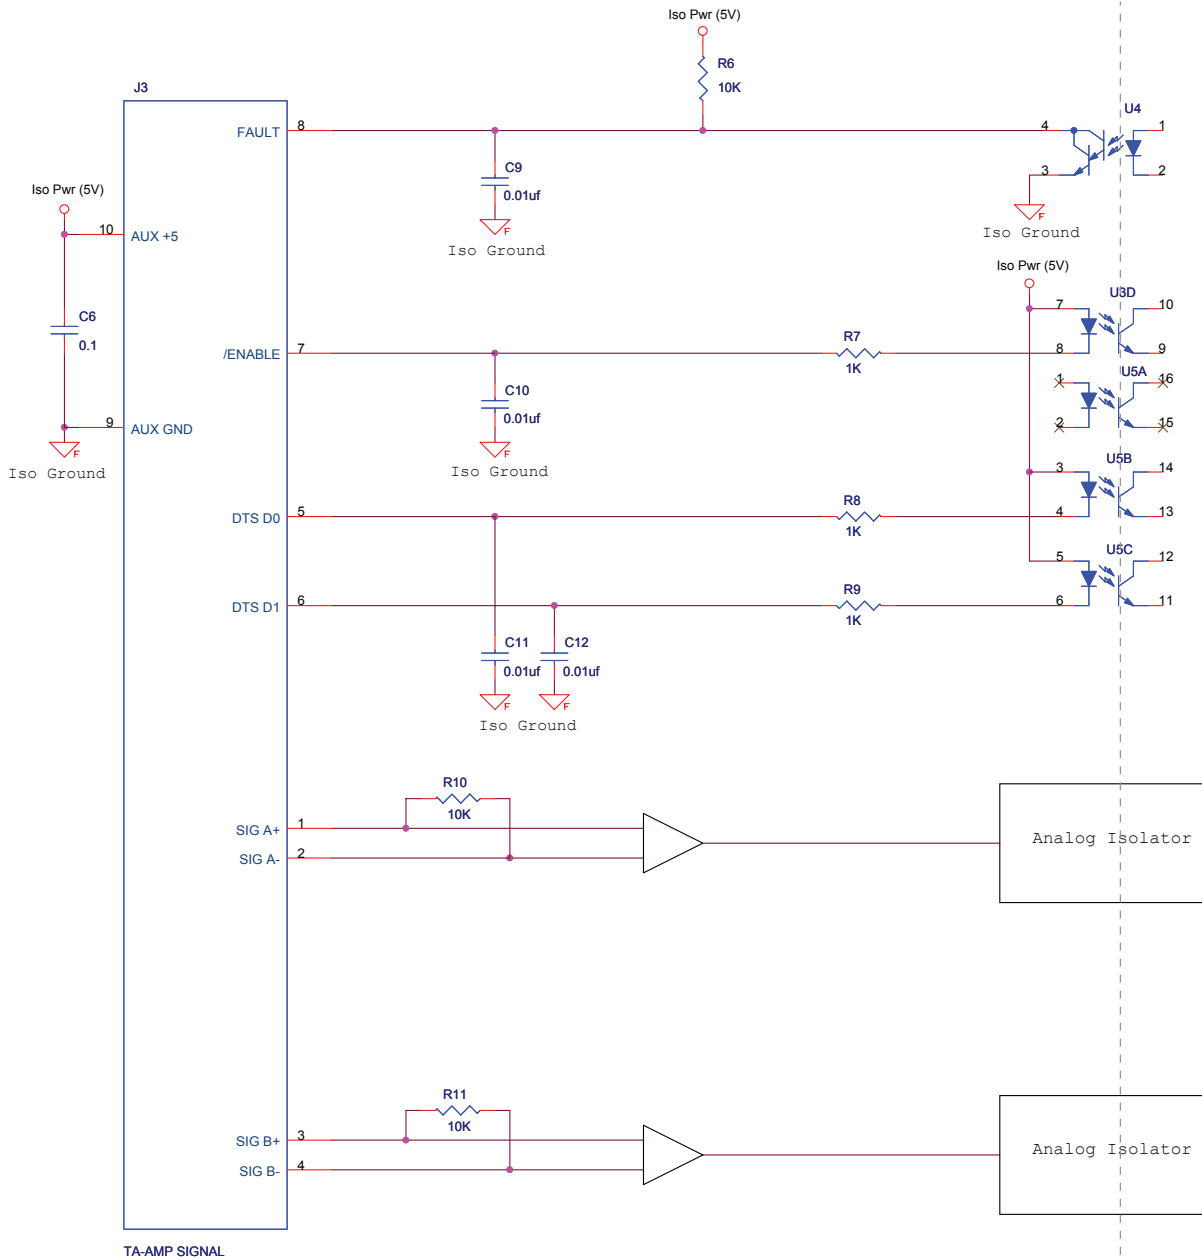 Iso Pwr (5V)
R6
10K
J3
FAULT
8
C9
0.01uf
F
Iso Ground
4
3
U4
1
2
F
Iso Ground
Iso Pwr (5V)
10
AUX +5
C6
0.1
9
AUX GND
F
Iso Ground
/ENABLE
7
C10
0.01uf
F
Iso Ground
R7
1K
Iso Pwr (5V)
7
8
U3D
10
9
1
2
U5A
16
15
DTS D0
5
R8
1K
3
4
U5B
14
13
DTS D1
6
R9
1K
5
6
U5C
12
11
C11
0.01uf
F
C12
0.01uf
F
Iso Ground
R10
10K
SIG A+
1
SIG A-
2
Analog Isolator
R11
10K
SIG B+
3
SIG B-
4
Analog Isolator
TA-AMP SIGNAL